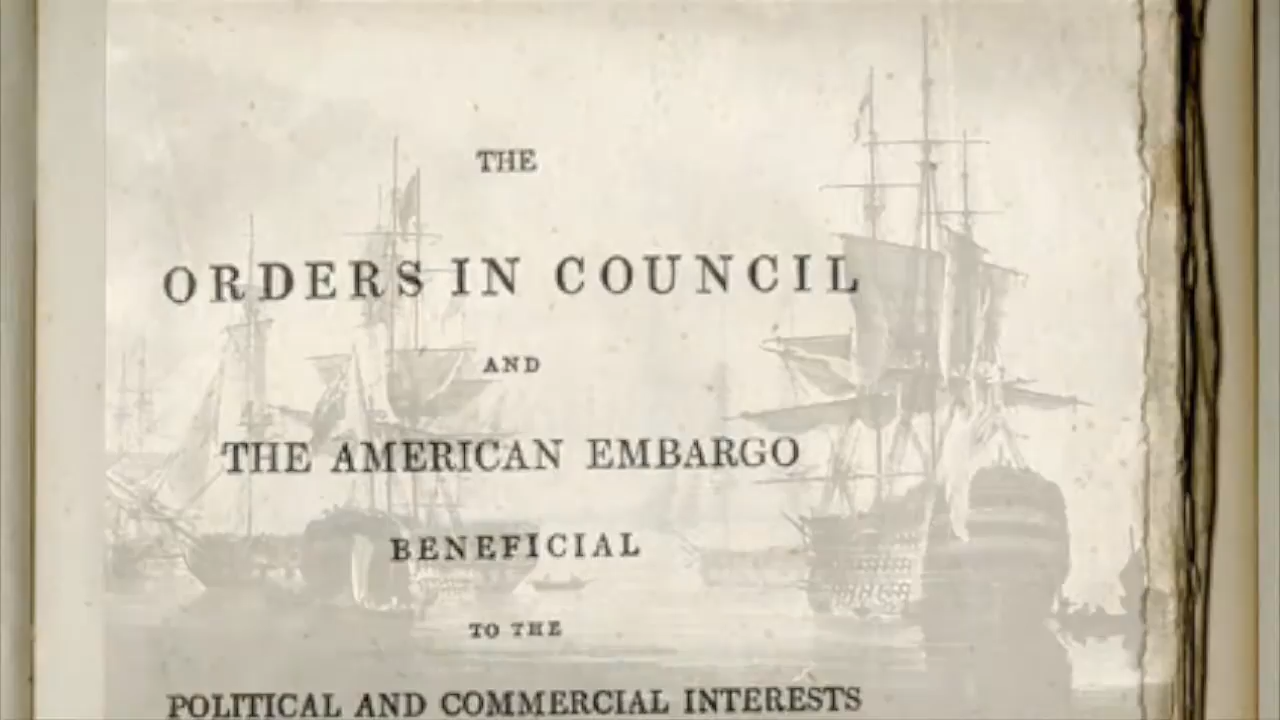 THE
ORDERS IN COUNCIL
AND
THE AMERICAN EMBARGO
BENEFICIAL
TO THE
POLITICAL AND COMMERCIAL INTERESTS